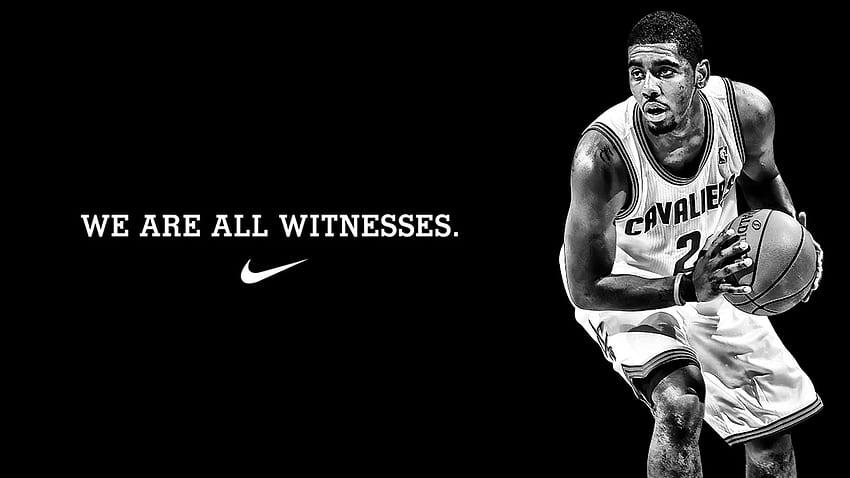 WE ARE ALL WITNESSES.
CAVALIERS
2